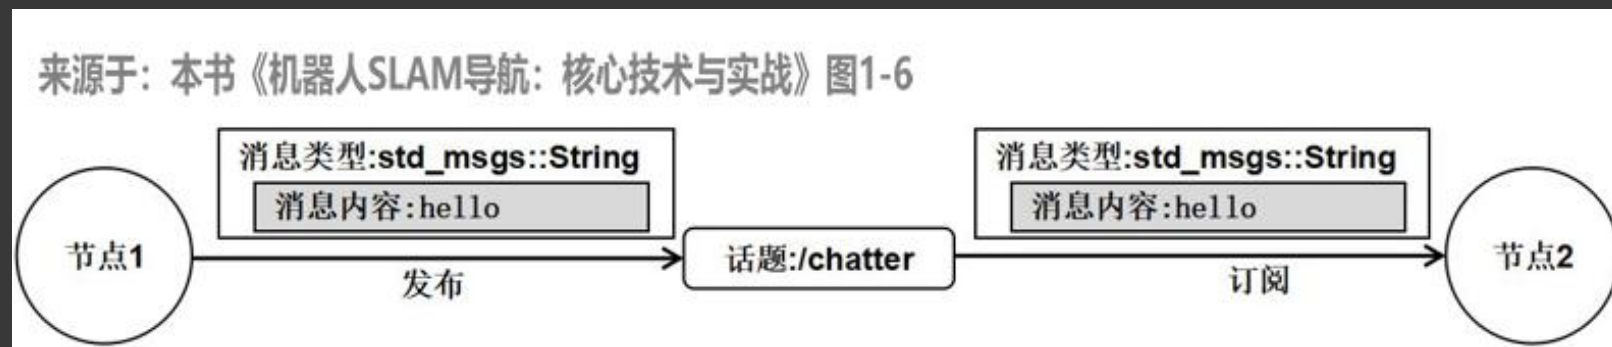 来源于：本书《机器人SLAM导航：核心技术与实战》图1-6
消息类型:std_msgs::String
消息内容:hello
消息类型:std_msgs::String
消息内容:hello
节点1
发布
话题:/chatter
订阅
节点2